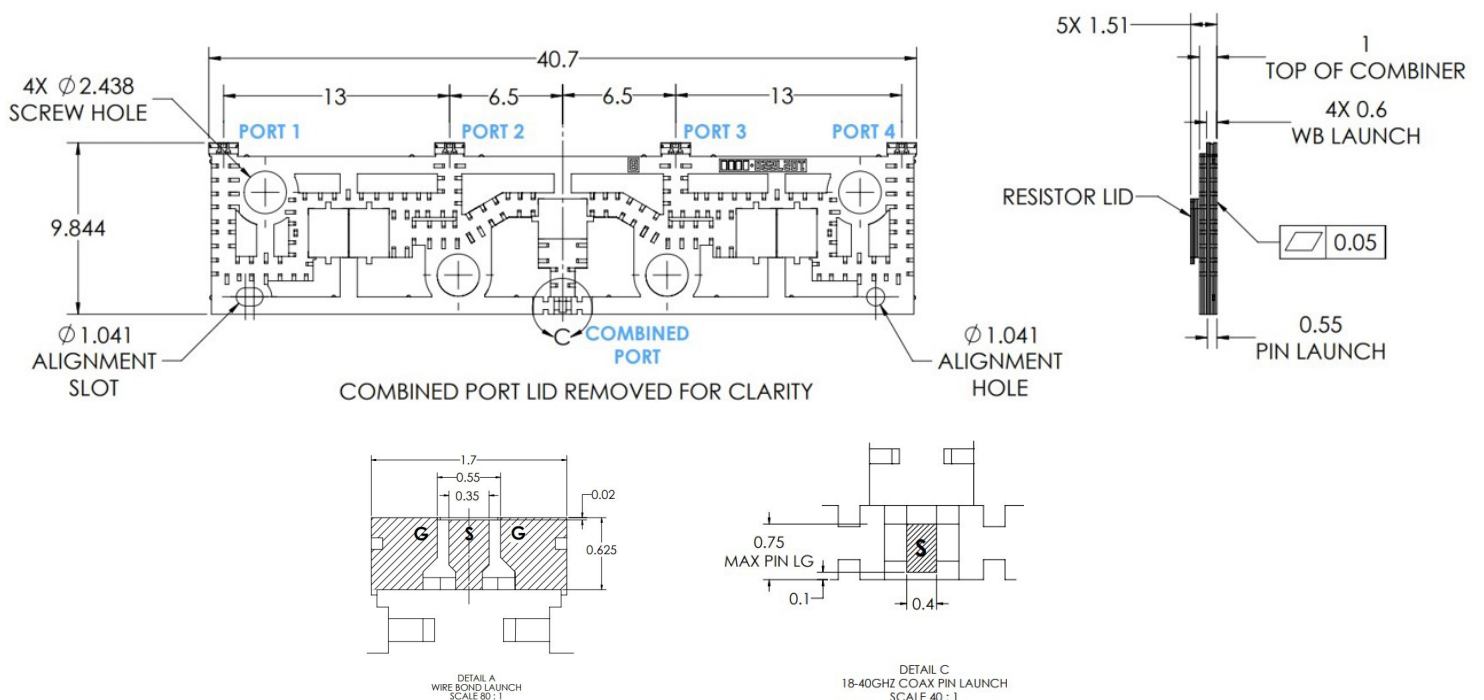 40.7
4X ∅ 2.438
SCREW HOLE
13
6.5
6.5
13
PORT 1
PORT 2
PORT 3
PORT 4
9.844
∅ 1.041
ALIGNMENT
SLOT
C
COMBINED
PORT
∅ 1.041
ALIGNMENT
HOLE
COMBINED PORT LID REMOVED FOR CLARITY
5X 1.51
1
TOP OF COMBINER
4X 0.6
WB LAUNCH
RESISTOR LID
⏥ 0.05
0.55
PIN LAUNCH
1.7
0.55
0.35
0.02
G S G
0.625
DETAIL A
WIRE BOND LAUNCH
SCALE 80 : 1
0.75
MAX PIN LG
S
0.1
0.4
DETAIL C
18-40GHZ COAX PIN LAUNCH
SCALE 40 : 1